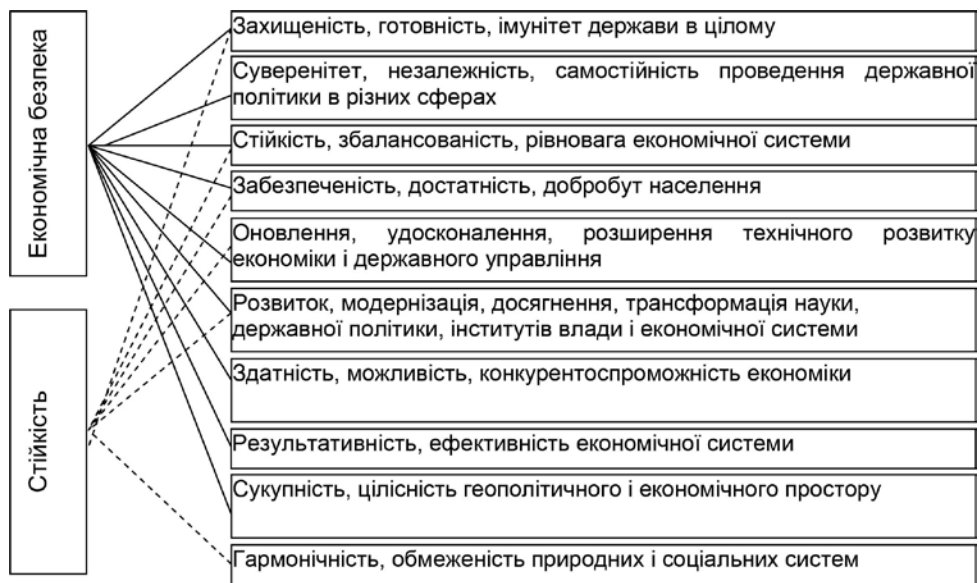 Економічна безпека
Стійкість
Захищеність, готовність, імунітет держави в цілому
Суверенітет, незалежність, самостійність проведення державної
політики в різних сферах
Стійкість, збалансованість, рівновага економічної системи
Забезпеченість, достатність, добробут населення
Оновлення, удосконалення, розширення технічного розвитку
економіки і державного управління
Розвиток, модернізація, досягнення, трансформація науки,
державної політики, інститутів влади і економічної системи
Здатність, можливість, конкурентоспроможність економіки
Результативність, ефективність економічної системи
Сукупність, цілісність геополітичного і економічного простору
Гармонічність, обмеженість природних і соціальних систем